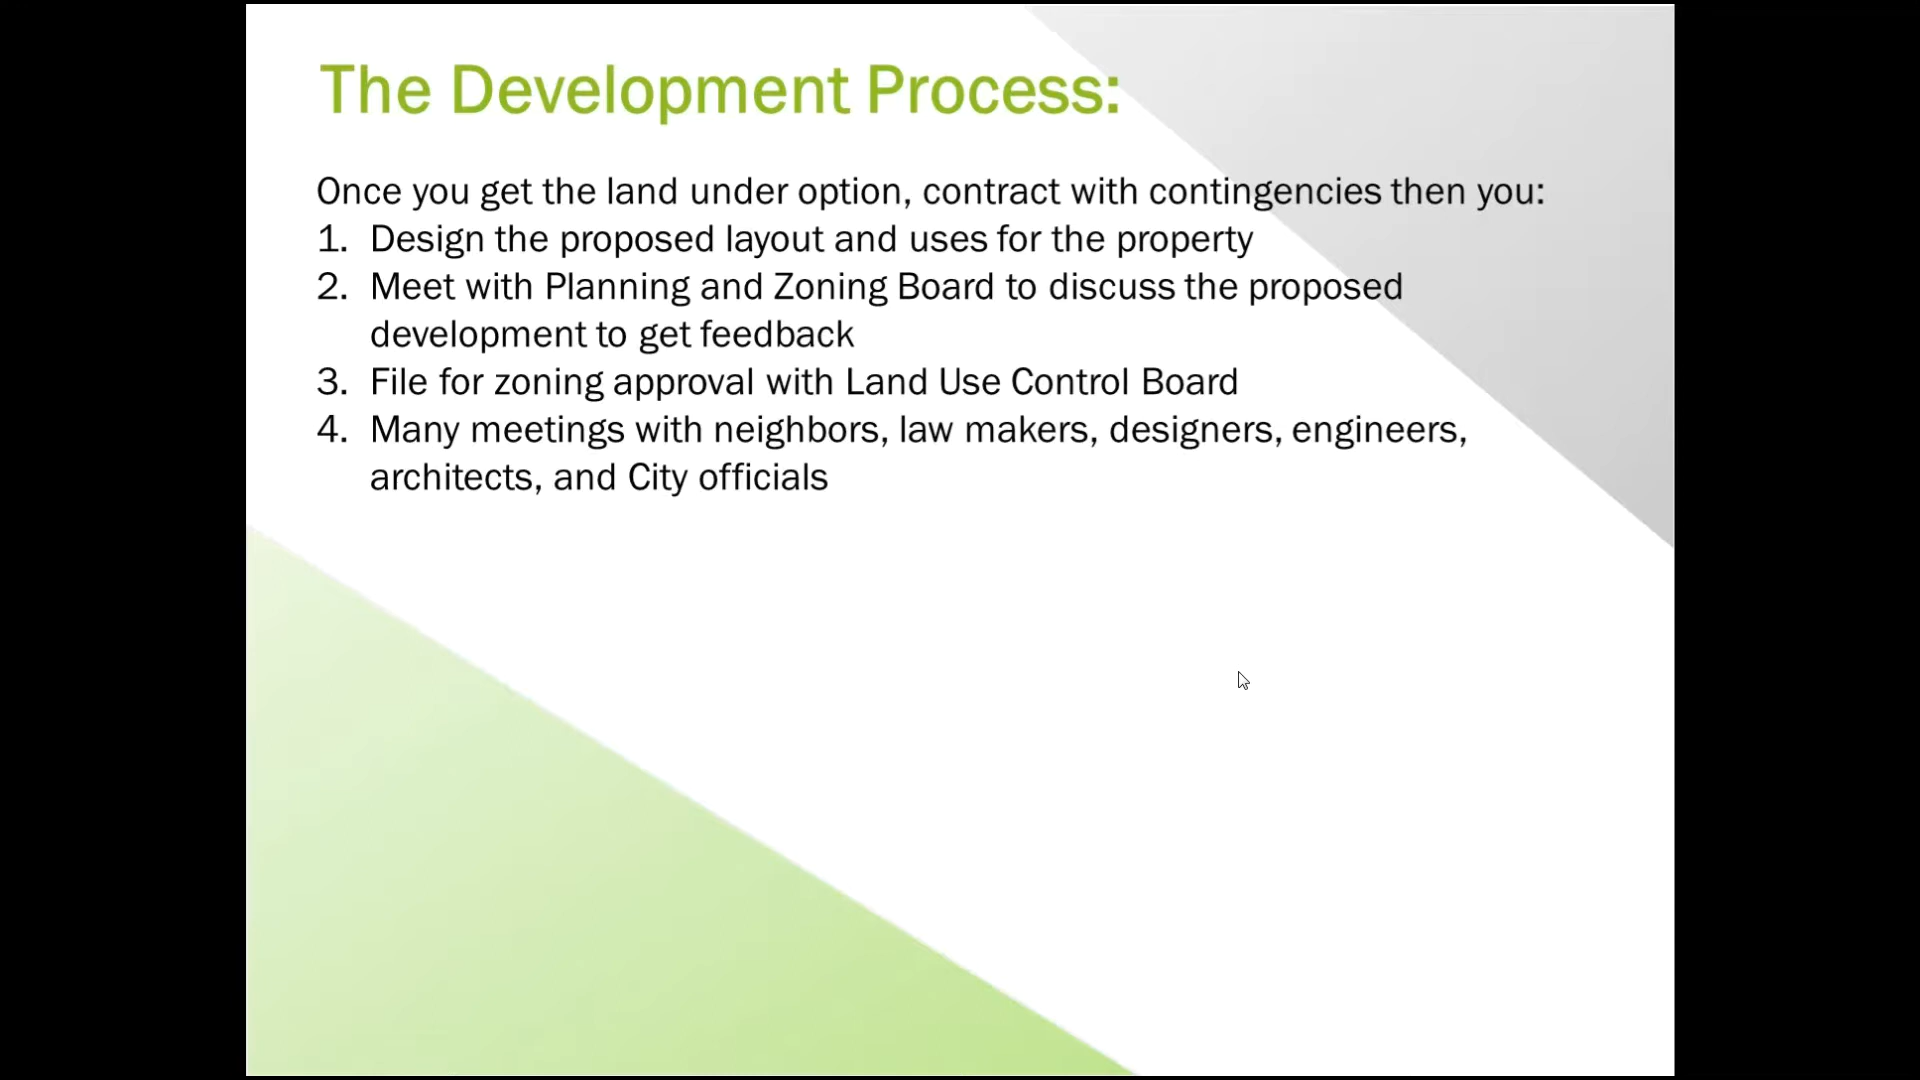 The Development Process:
Once you get the land under option, contract with contingencies then you:
1. Design the proposed layout and uses for the property
2. Meet with Planning and Zoning Board to discuss the proposed
development to get feedback
3. File for zoning approval with Land Use Control Board
4. Many meetings with neighbors, law makers, designers, engineers,
architects, and City officials